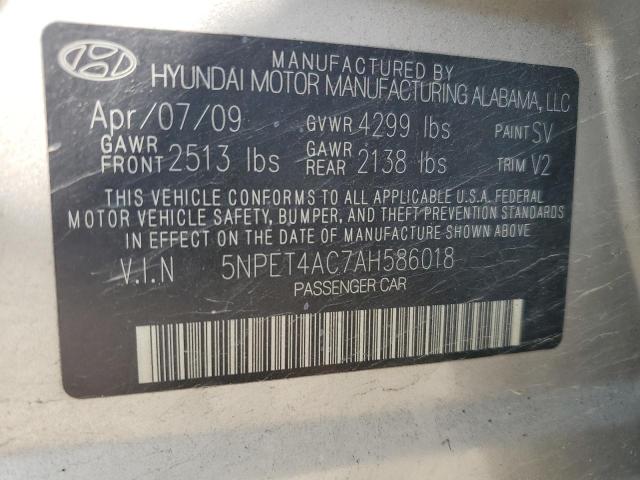 MANUFACTURED BY
HYUNDAI MOTOR MANUFACTURING ALABAMA, LLC
Apr/07/09 GVWR 4299 lbs PAINT SV
GAWR FRONT 2513 lbs GAWR REAR 2138 lbs TRIM V2
THIS VEHICLE CONFORMS TO ALL APPLICABLE U.S.A. FEDERAL
MOTOR VEHICLE SAFETY, BUMPER, AND THEFT PREVENTION STANDARDS
IN EFFECT ON THE DATE OF MANUFACTURE SHOWN ABOVE.
V.I.N 5NPET4AC7AH586018
PASSENGER CAR